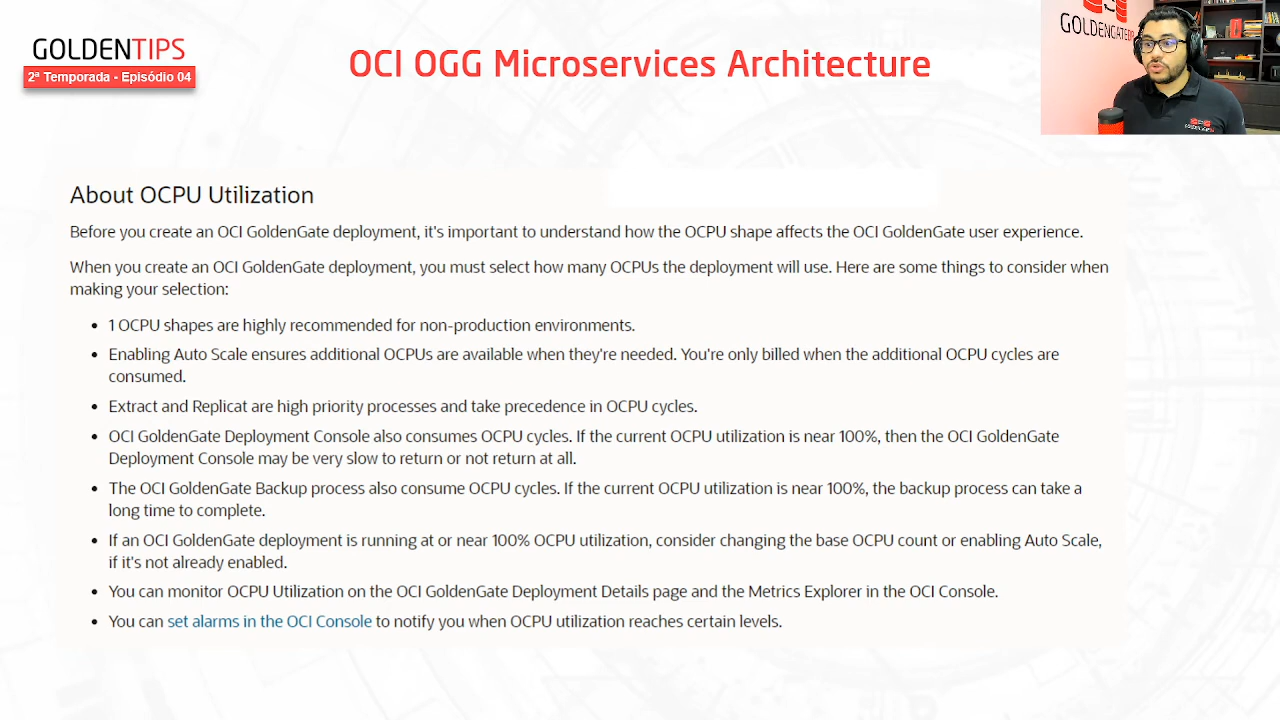 GOLDENTIPS
2ª Temporada - Episódio 04
OCI OGG Microservices Architecture
About OCPU Utilization
Before you create an OCI GoldenGate deployment, it's important to understand how the OCPU shape affects the OCI GoldenGate user experience.
When you create an OCI GoldenGate deployment, you must select how many OCPUs the deployment will use. Here are some things to consider when
making your selection:
• 1 OCPU shapes are highly recommended for non-production environments.
• Enabling Auto Scale ensures additional OCPUs are available when they're needed. You're only billed when the additional OCPU cycles are
consumed.
• Extract and Replicat are high priority processes and take precedence in OCPU cycles.
• OCI GoldenGate Deployment Console also consumes OCPU cycles. If the current OCPU utilization is near 100%, then the OCI GoldenGate
Deployment Console may be very slow to return or not return at all.
• The OCI GoldenGate Backup process also consume OCPU cycles. If the current OCPU utilization is near 100%, the backup process can take a
long time to complete.
• If an OCI GoldenGate deployment is running at or near 100% OCPU utilization, consider changing the base OCPU count or enabling Auto Scale,
if it's not already enabled.
• You can monitor OCPU Utilization on the OCI GoldenGate Deployment Details page and the Metrics Explorer in the OCI Console.
• You can set alarms in the OCI Console to notify you when OCPU utilization reaches certain levels.